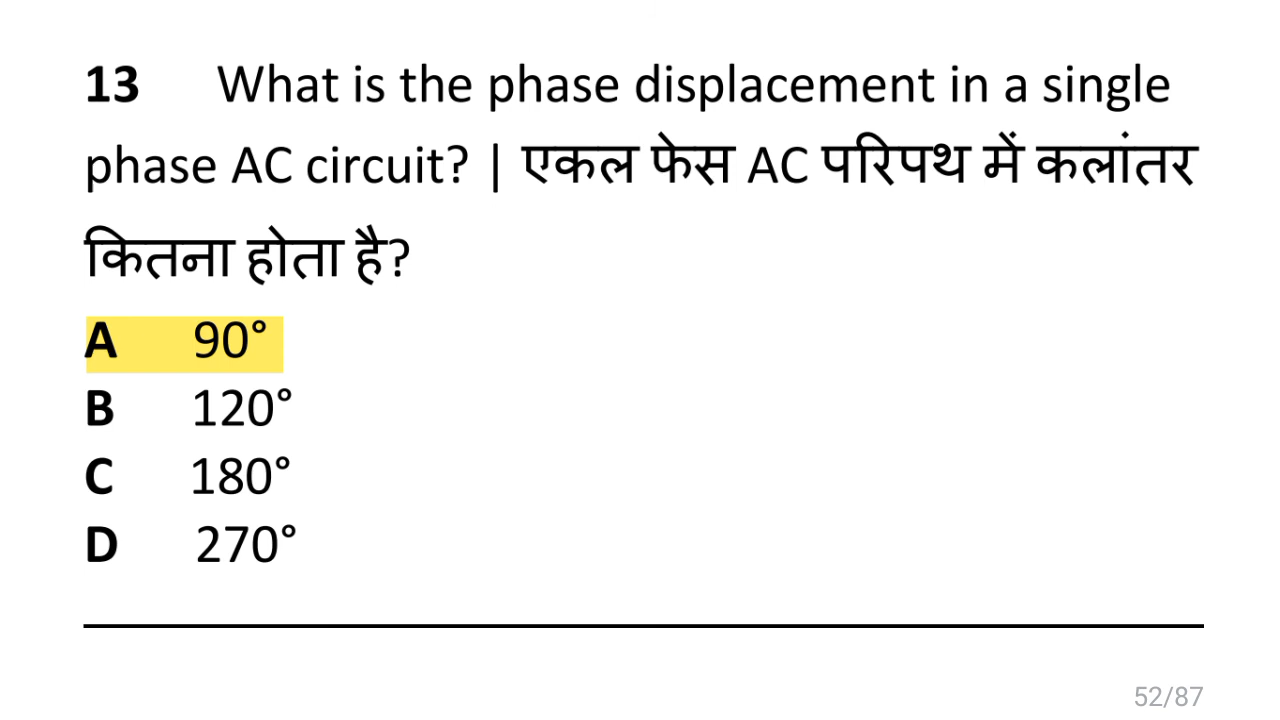 13 What is the phase displacement in a single
phase AC circuit? | एकल फेस AC परिपथ में कलांतर
कितना होता है?
A 90°
B 120°
C 180°
D 270°
52/87